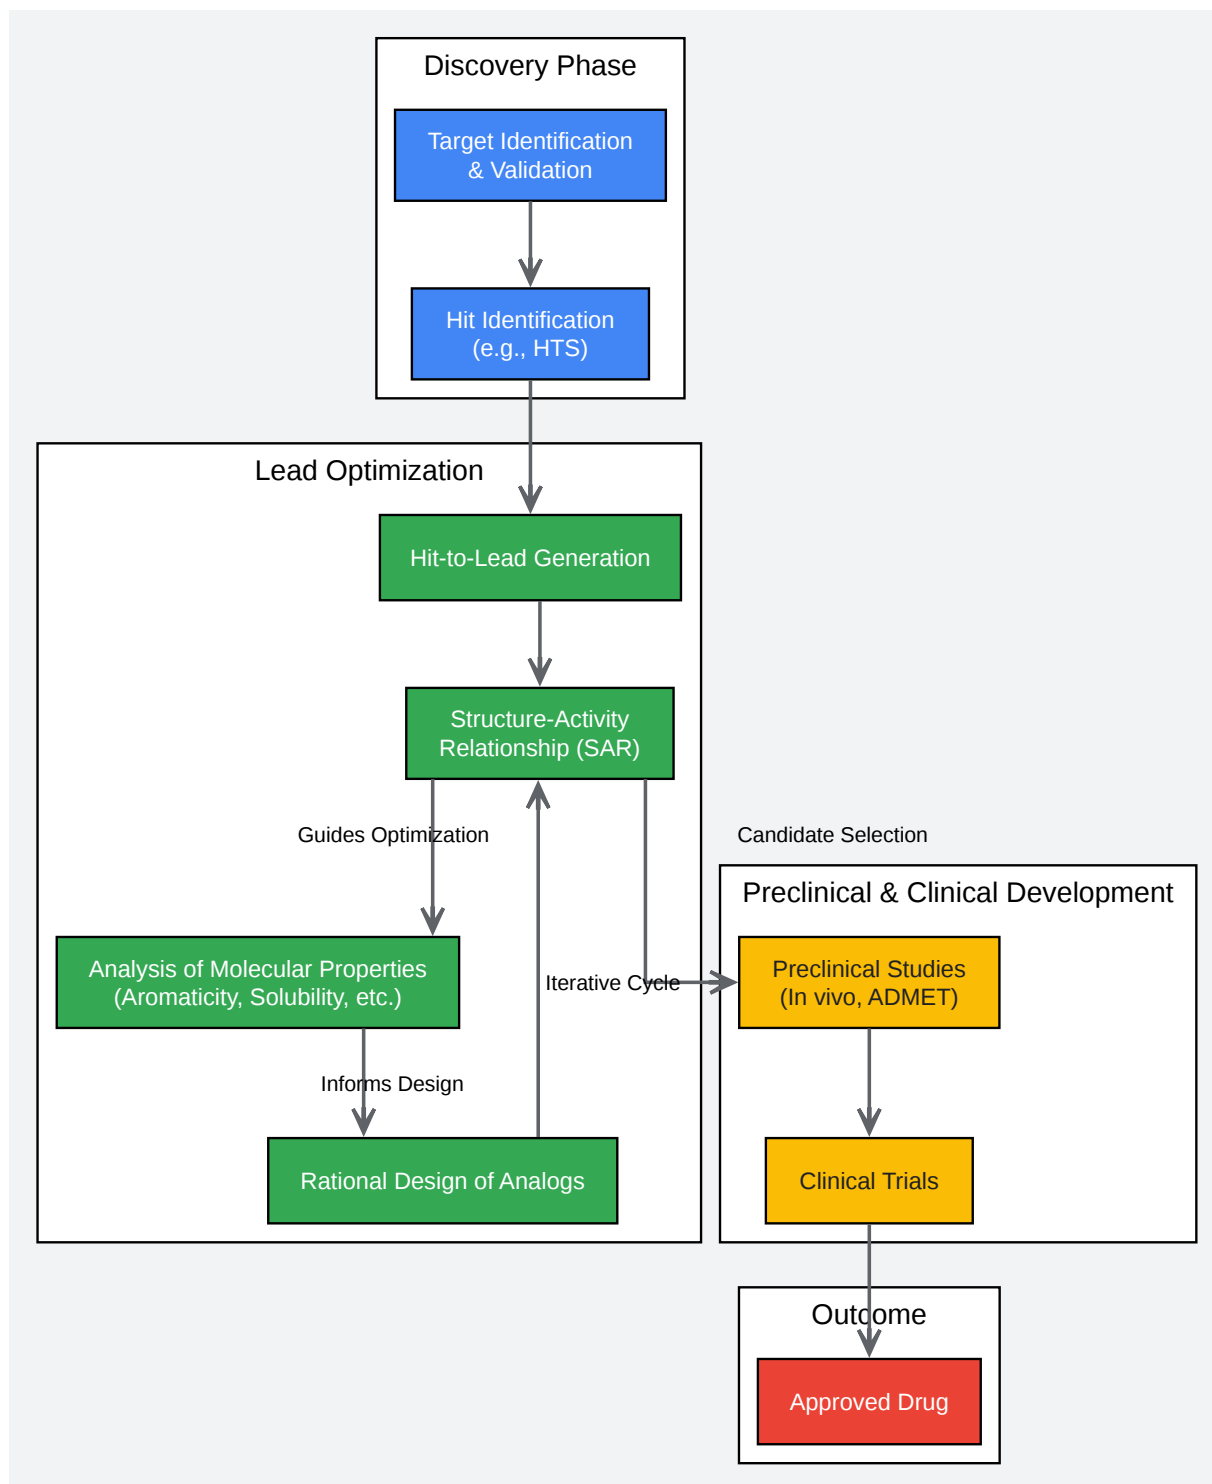 Discovery Phase
Target Identification
& Validation
Hit Identification
(e.g., HTS)
Lead Optimization
Hit-to-Lead Generation
Structure-Activity
Relationship (SAR)
Guides Optimization
Candidate Selection
Preclinical & Clinical Development
Analysis of Molecular Properties
(Aromaticity, Solubility, etc.)
Iterative Cycle
Preclinical Studies
(In vivo, ADMET)
Informs Design
Rational Design of Analogs
Clinical Trials
Outcome
Approved Drug